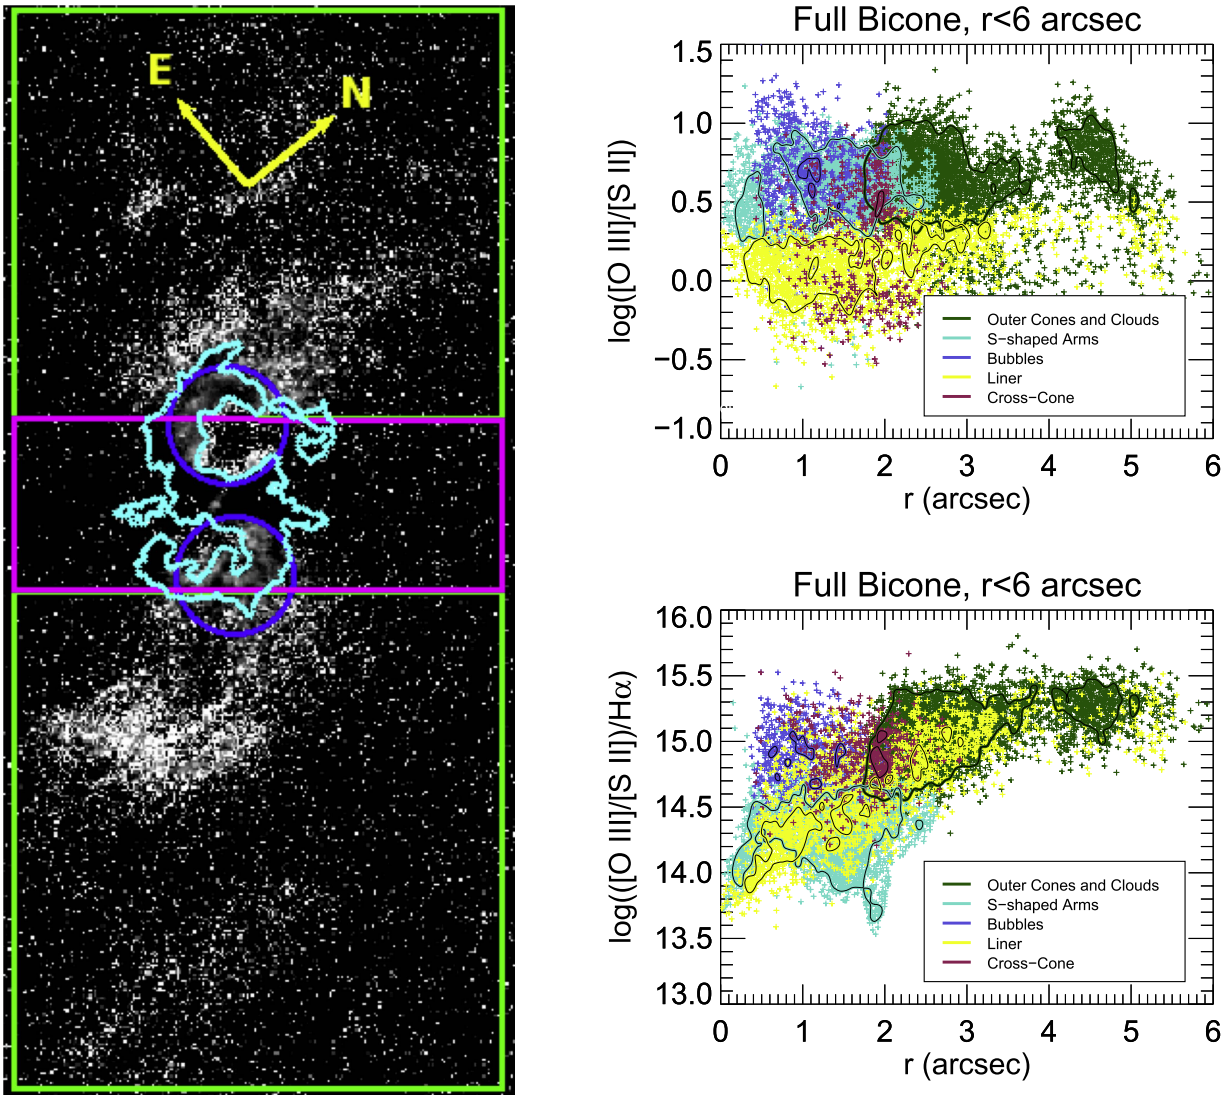 E
N
Full Bicone, r<6 arcsec
log([O III]/[S II])
1.5
1.0
0.5
0.0
−0.5
−1.0
0 1 2 3 4 5 6
r (arcsec)
Outer Cones and Clouds
S−shaped Arms
Bubbles
Liner
Cross−Cone
Full Bicone, r<6 arcsec
log(([O III]/[S II])/Hα)
16.0
15.5
15.0
14.5
14.0
13.5
13.0
0 1 2 3 4 5 6
r (arcsec)
Outer Cones and Clouds
S−shaped Arms
Bubbles
Liner
Cross−Cone